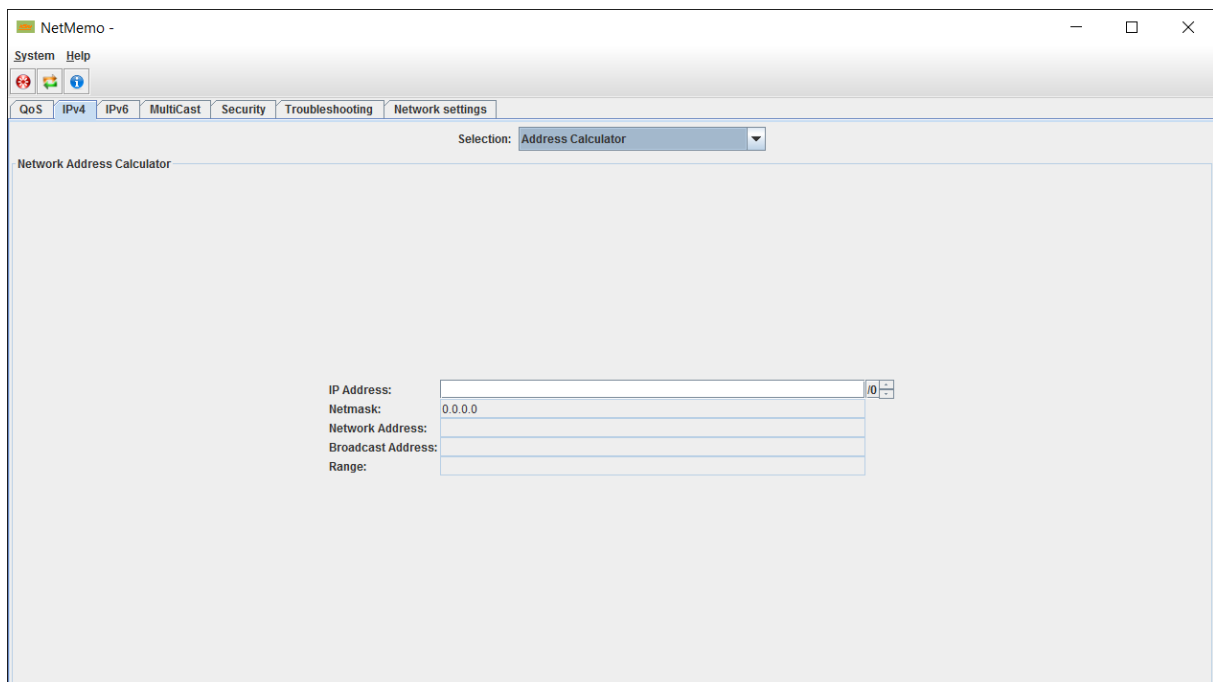 NetMemo -
System Help
QoS IPv4 IPv6 MultiCast Security Troubleshooting Network settings
Selection: Address Calculator
Network Address Calculator
IP Address: /0
Netmask: 0.0.0.0
Network Address:
Broadcast Address:
Range: